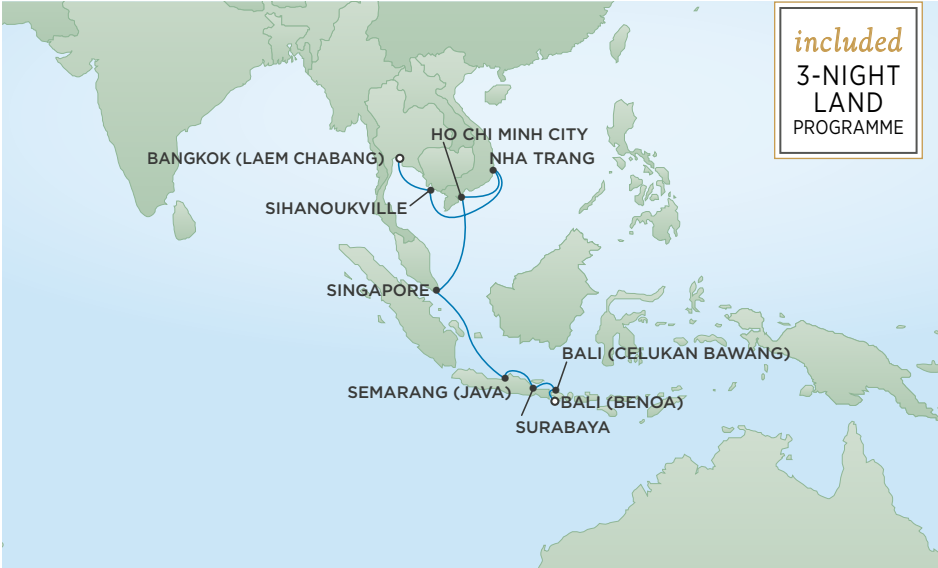 included
3-NIGHT
LAND
PROGRAMME
HO CHI MINH CITY
BANGKOK (LAEM CHABANG)
NHA TRANG
SIHANOUKVILLE
SINGAPORE
BALI (CELUKAN BAWANG)
SEMARANG (JAVA)
BALI (BENOA)
SURABAYA